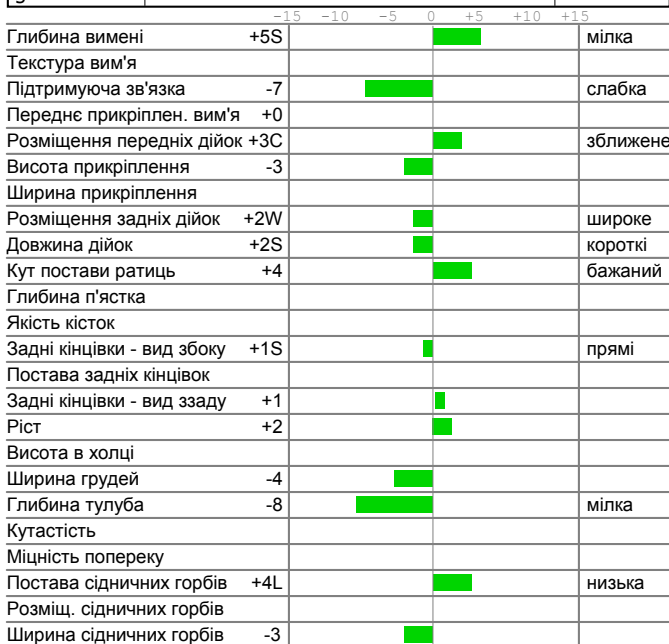 -15 -10 -5 0 +5 +10 +15
Глибина вимені +5S мілка
Текстура вим'я
Підтримуюча зв'язка -7 слабка
Переднє прикріплен. вим'я +0
Розміщення передніх дійок +3C зближене
Висота прикріплення -3
Ширина прикріплення
Розміщення задніх дійок +2W широке
Довжина дійок +2S короткі
Кут постави ратиць +4 бажаний
Глибина п'ястка
Якість кісток
Задні кінцівки - вид збоку +1S прямі
Постава задніх кінцівок
Задні кінцівки - вид ззаду +1
Ріст +2
Висота в холці
Ширина грудей -4
Глибина тулуба -8 мілка
Кутастість
Міцність попереку
Постава сідничних горбів +4L низька
Розміщ. сідничних горбів
Ширина сідничних горбів -3